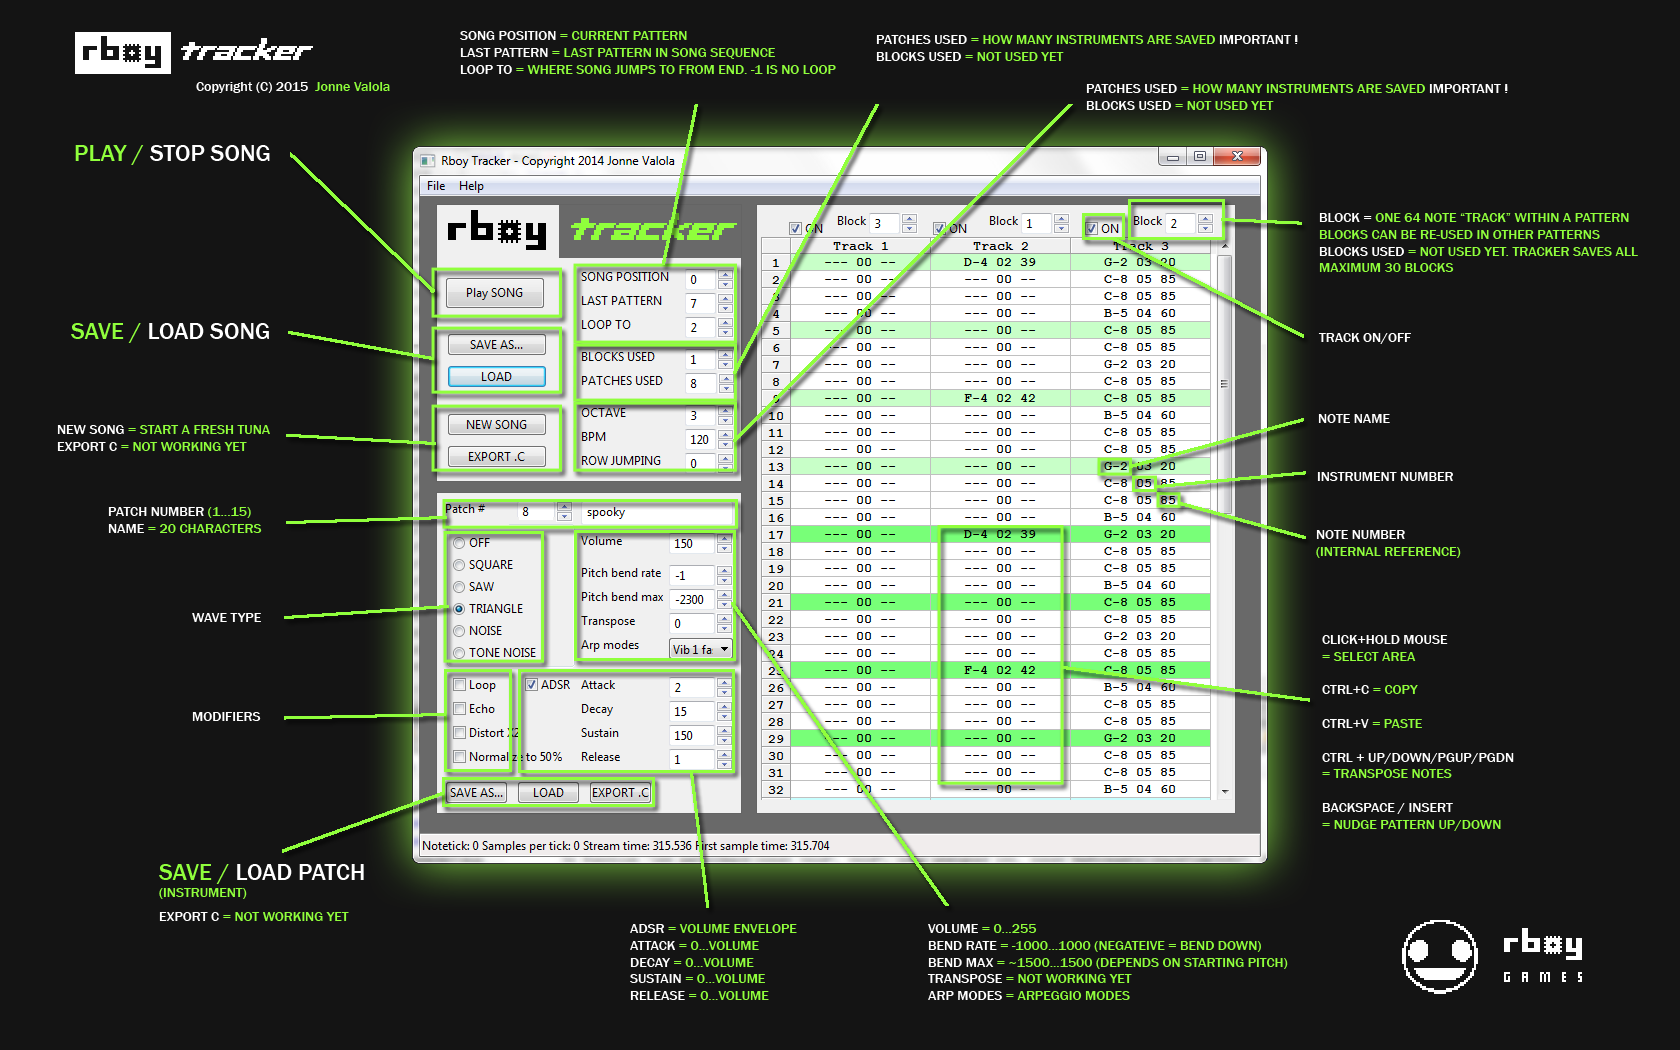 rboy tracker
Copyright (C) 2015 Jonne Valola
SONG POSITION = CURRENT PATTERN
LAST PATTERN = LAST PATTERN IN SONG SEQUENCE
LOOP TO = WHERE SONG JUMPS TO FROM END. -1 IS NO LOOP
PATCHES USED = HOW MANY INSTRUMENTS ARE SAVED IMPORTANT !
BLOCKS USED = NOT USED YET
PATCHES USED = HOW MANY INSTRUMENTS ARE SAVED IMPORTANT !
BLOCKS USED = NOT USED YET
PLAY / STOP SONG
SAVE / LOAD SONG
NEW SONG = START A FRESH TUNA
EXPORT C = NOT WORKING YET
PATCH NUMBER (1...15)
NAME = 20 CHARACTERS
WAVE TYPE
MODIFIERS
SAVE / LOAD PATCH
(INSTRUMENT)
EXPORT C = NOT WORKING YET
Rboy Tracker - Copyright 2014 Jonne Valola
File Help
rboy tracker
Play SONG
SAVE AS...
LOAD
NEW SONG
EXPORT .C
SONG POSITION 0
LAST PATTERN 7
LOOP TO 2
BLOCKS USED 1
PATCHES USED 8
OCTAVE 3
BPM 120
ROW JUMPING 0
Patch # 8 spooky
OFF
SQUARE
SAW
TRIANGLE
NOISE
TONE NOISE
Volume 150
Pitch bend rate -1
Pitch bend max -2300
Transpose 0
Arp modes Vib 1 fa
Loop
Echo
Distort X2
Normalize to 50%
ADSR Attack 2
Decay 15
Sustain 150
Release 1
SAVE AS... LOAD EXPORT .C
ON Block 3 ON Block 1 ON Block 2
Track 1 Track 2 Track 3
1 --- 00 -- D-4 02 39 G-2 03 20
2 --- 00 -- --- 00 -- C-8 05 85
3 --- 00 -- --- 00 -- C-8 05 85
4 --- 00 -- --- 00 -- B-5 04 60
5 --- 00 -- --- 00 -- C-8 05 85
6 --- 00 -- --- 00 -- C-8 05 85
7 --- 00 -- --- 00 -- G-2 03 20
8 --- 00 -- --- 00 -- C-8 05 85
9 --- 00 -- F-4 02 42 C-8 05 85
10 --- 00 -- --- 00 -- B-5 04 60
11 --- 00 -- --- 00 -- C-8 05 85
12 --- 00 -- --- 00 -- C-8 05 85
13 --- 00 -- --- 00 -- G-2 03 20
14 --- 00 -- --- 00 -- C-8 05 85
15 --- 00 -- --- 00 -- C-8 05 85
16 --- 00 -- --- 00 -- B-5 04 60
17 --- 00 -- D-4 02 39 G-2 03 20
18 --- 00 -- --- 00 -- C-8 05 85
19 --- 00 -- --- 00 -- C-8 05 85
20 --- 00 -- --- 00 -- B-5 04 60
21 --- 00 -- --- 00 -- C-8 05 85
22 --- 00 -- --- 00 -- C-8 05 85
23 --- 00 -- --- 00 -- G-2 03 20
24 --- 00 -- --- 00 -- C-8 05 85
25 --- 00 -- F-4 02 42 C-8 05 85
26 --- 00 -- --- 00 -- B-5 04 60
27 --- 00 -- --- 00 -- C-8 05 85
28 --- 00 -- --- 00 -- C-8 05 85
29 --- 00 -- --- 00 -- G-2 03 20
30 --- 00 -- --- 00 -- C-8 05 85
31 --- 00 -- --- 00 -- C-8 05 85
32 --- 00 -- --- 00 -- B-5 04 60
Notetick: 0 Samples per tick: 0 Stream time: 315.536 First sample time: 315.704
BLOCK = ONE 64 NOTE “TRACK” WITHIN A PATTERN
BLOCKS CAN BE RE-USED IN OTHER PATTERNS
BLOCKS USED = NOT USED YET. TRACKER SAVES ALL
MAXIMUM 30 BLOCKS
TRACK ON/OFF
NOTE NAME
INSTRUMENT NUMBER
NOTE NUMBER
(INTERNAL REFERENCE)
CLICK+HOLD MOUSE
= SELECT AREA
CTRL+C = COPY
CTRL+V = PASTE
CTRL + UP/DOWN/PGUP/PGDN
= TRANSPOSE NOTES
BACKSPACE / INSERT
= NUDGE PATTERN UP/DOWN
ADSR = VOLUME ENVELOPE
ATTACK = 0...VOLUME
DECAY = 0...VOLUME
SUSTAIN = 0...VOLUME
RELEASE = 0...VOLUME
VOLUME = 0...255
BEND RATE = -1000...1000 (NEGATEIVE = BEND DOWN)
BEND MAX = ~1500...1500 (DEPENDS ON STARTING PITCH)
TRANSPOSE = NOT WORKING YET
ARP MODES = ARPEGGIO MODES
rboy
GAMES